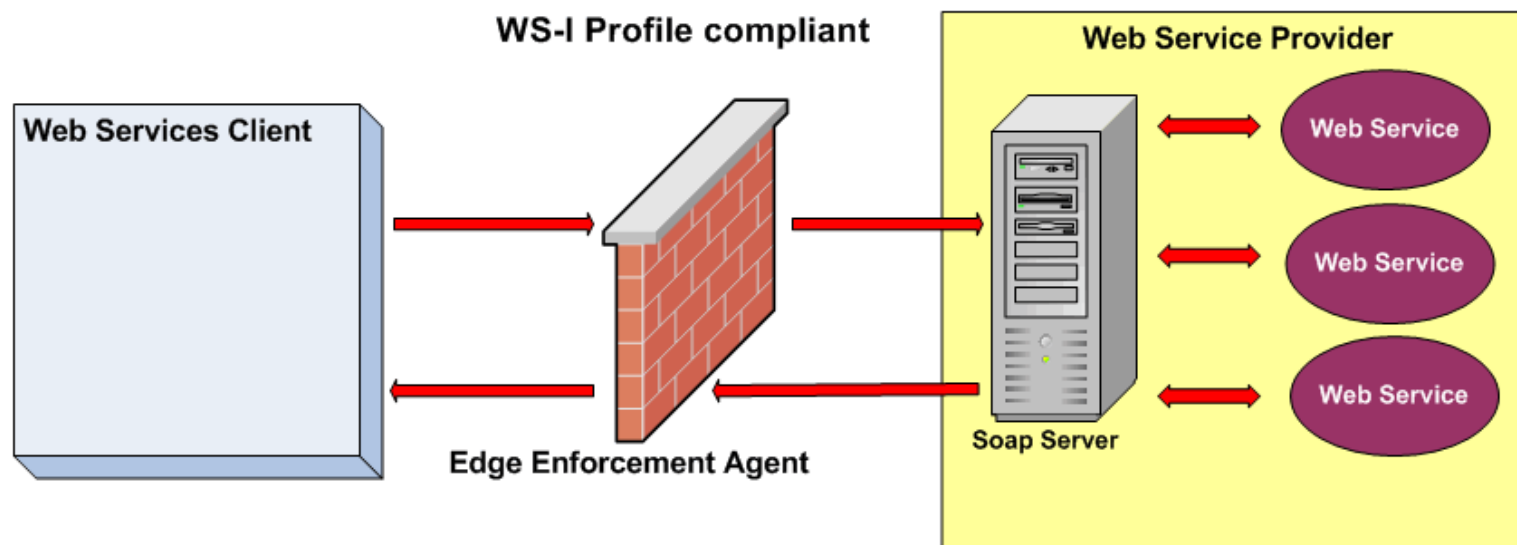 WS-I Profile compliant
Web Service Provider
Web Services Client
Web Service
Web Service
Web Service
Soap Server
Edge Enforcement Agent